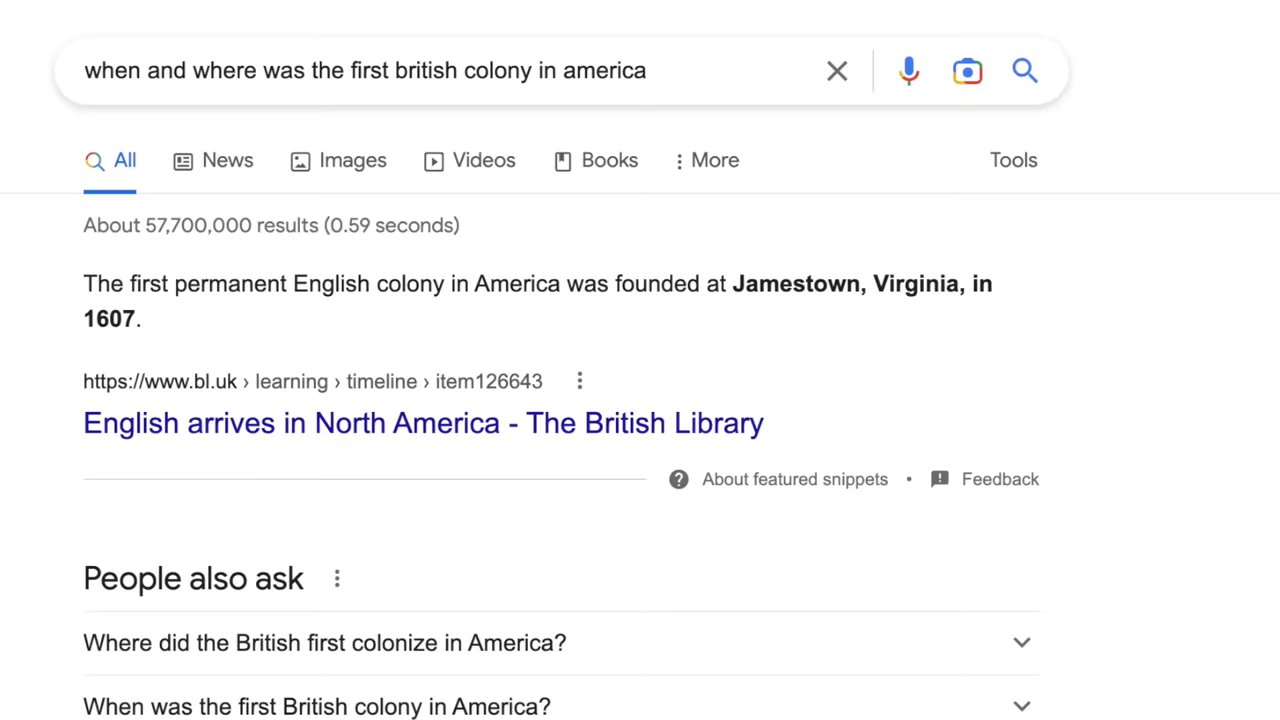 when and where was the first british colony in america
All News Images Videos Books More Tools
About 57,700,000 results (0.59 seconds)
The first permanent English colony in America was founded at Jamestown, Virginia, in
1607.
https://www.bl.uk › learning › timeline › item126643
English arrives in North America - The British Library
About featured snippets • Feedback
People also ask
Where did the British first colonize in America?
When was the first British colony in America?